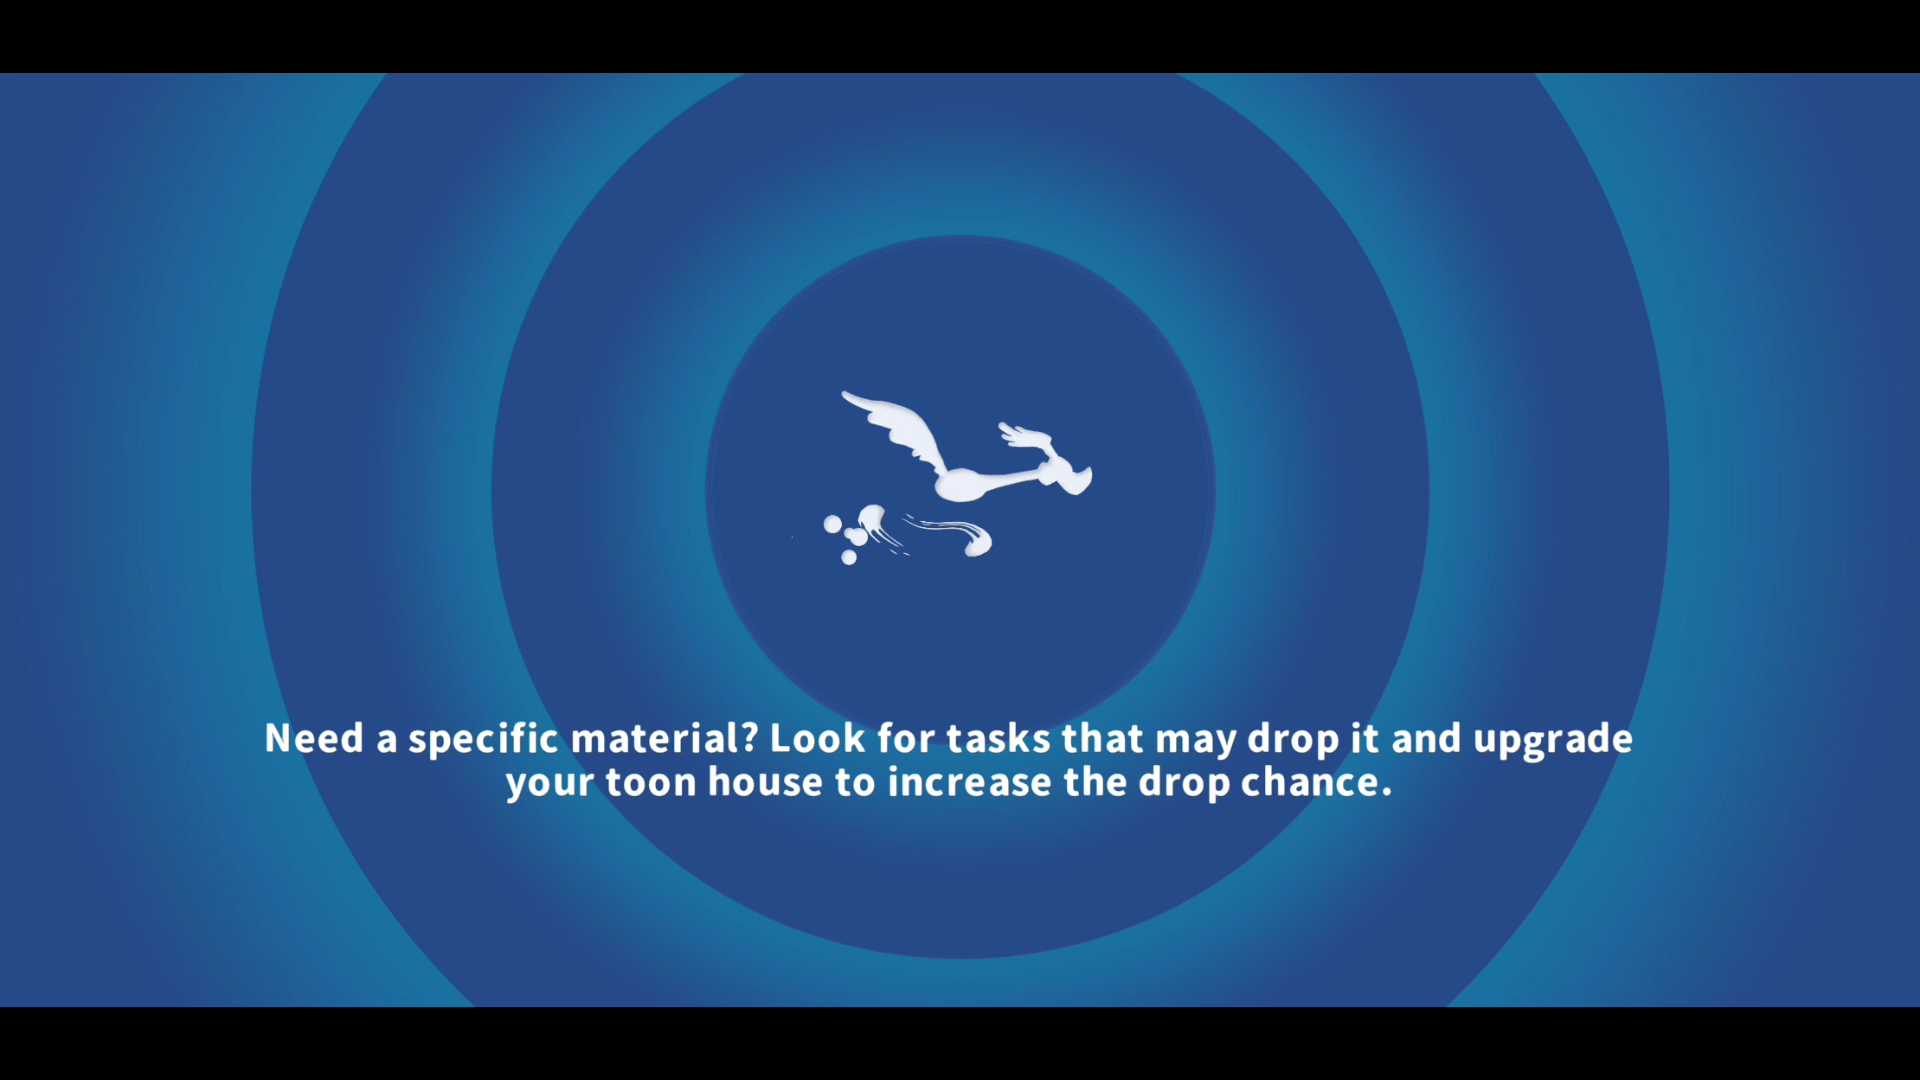 Need a specific material? Look for tasks that may drop it and upgrade
your toon house to increase the drop chance.